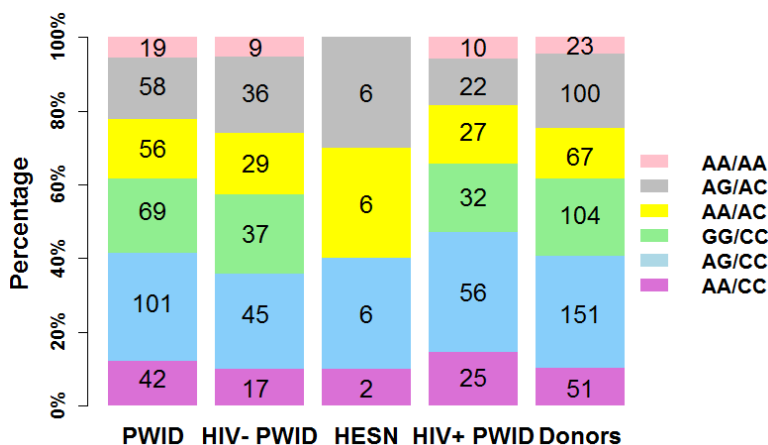 100%
80%
60%
40%
20%
0%
Percentage
19 9 10 23
58 36 6 22 100
56 29 6 27 67
69 37 32 104
101 45 6 56 151
42 17 2 25 51
PWID HIV- PWID HESN HIV+ PWID Donors
AA/AA
AG/AC
AA/AC
GG/CC
AG/CC
AA/CC